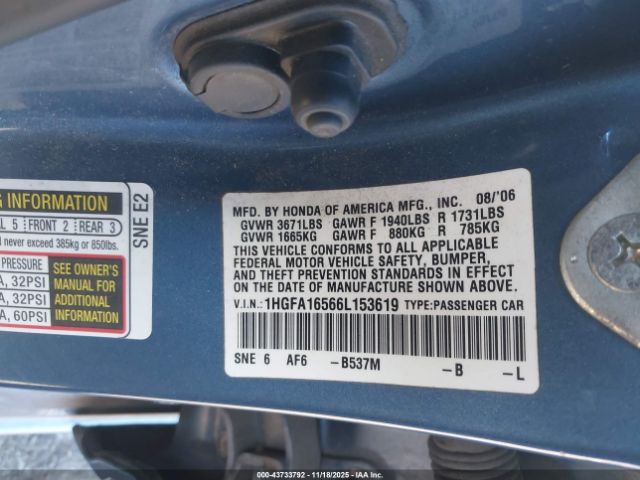 G INFORMATION
L 5 FRONT 2 REAR 3
d never exceed 385kg or 850lbs.
PRESSURE
A, 32PSI
A, 32PSI
A, 60PSI
SEE OWNER'S
MANUAL FOR
ADDITIONAL
INFORMATION
SNE E2
MFD. BY HONDA OF AMERICA MFG., INC. 08/'06
GVWR 3671LBS GAWR F 1940LBS R 1731LBS
GVWR 1665KG GAWR F 880KG R 785KG
THIS VEHICLE CONFORMS TO ALL APPLICABLE
FEDERAL MOTOR VEHICLE SAFETY, BUMPER,
AND THEFT PREVENTION STANDARDS IN EFFECT
ON THE DATE OF MANUFACTURE SHOWN ABOVE.
V.I.N.: 1HGFA16566L153619 TYPE:PASSENGER CAR
SNE 6 AF6 -B537M -B -L
000-43733792 - 11/18/2025 - IAAI.COM